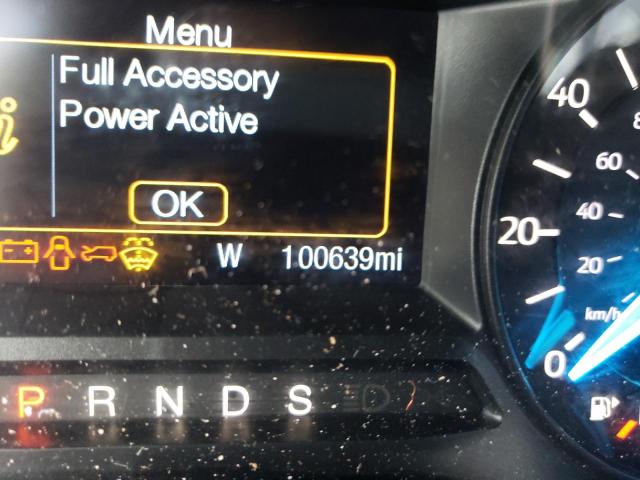 Menu
Full Accessory
Power Active
OK
W 100639mi
P R N D S
40
20
0
60
40
20
km/h